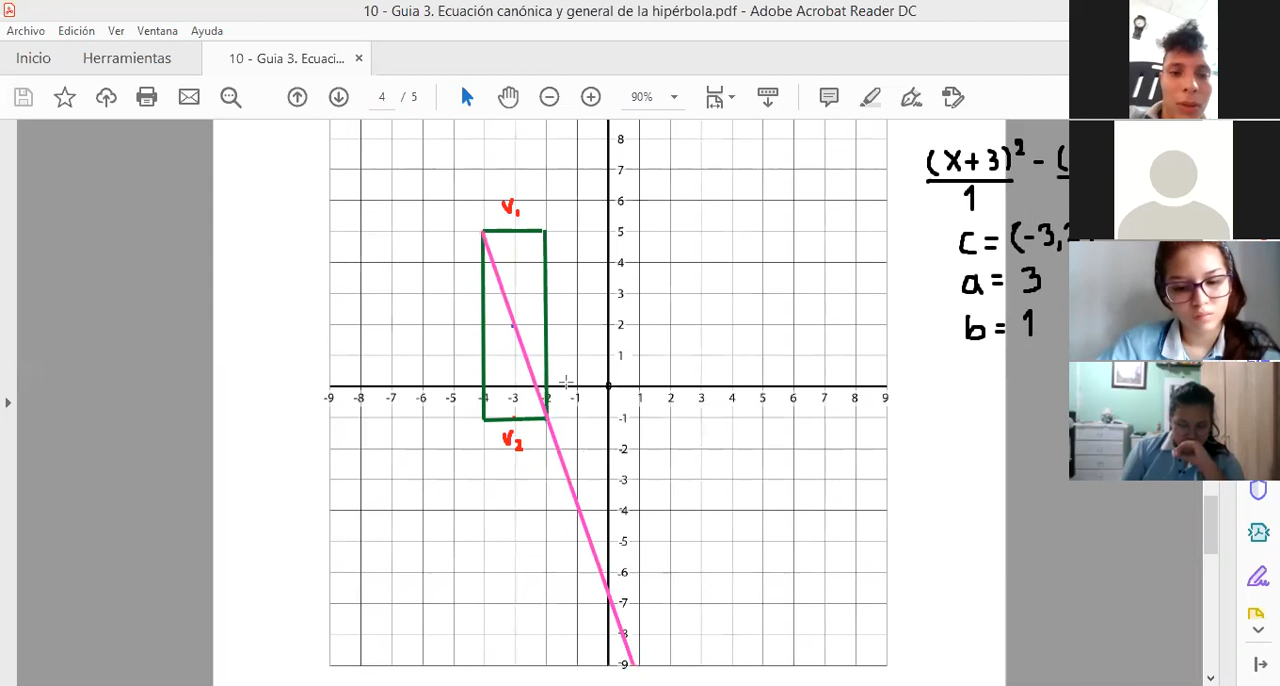 10 - Guia 3. Ecuación canónica y general de la hipérbola.pdf - Adobe Acrobat Reader DC
Archivo Edición Ver Ventana Ayuda
Inicio Herramientas 10 - Guia 3. Ecuaci... ×
4 / 5 90%
8
7
6
5
4
3
2
1
-9 -8 -7 -6 -5 -4 -3 -2 0 1 2 3 4 5 6 7 8 9
-1
-2
-3
-4
-5
-6
-7
-8
-9
V₁
V₂
(x+3)² - (
1
c = (-3,2
a = 3
b = 1